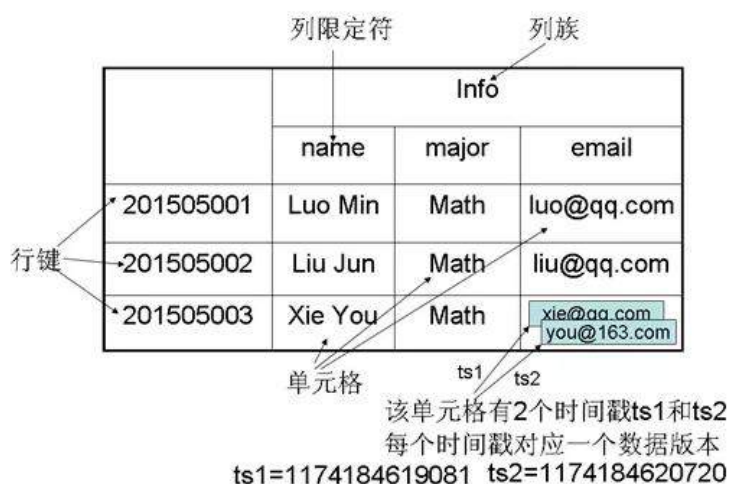 列限定符 列族
Info
name major email
201505001 Luo Min Math luo@qq.com
行键
201505002 Liu Jun Math liu@qq.com
201505003 Xie You Math xie@qq.com
you@163.com
单元格
ts1 ts2
该单元格有2个时间戳ts1和ts2
每个时间戳对应一个数据版本
ts1=1174184619081 ts2=1174184620720